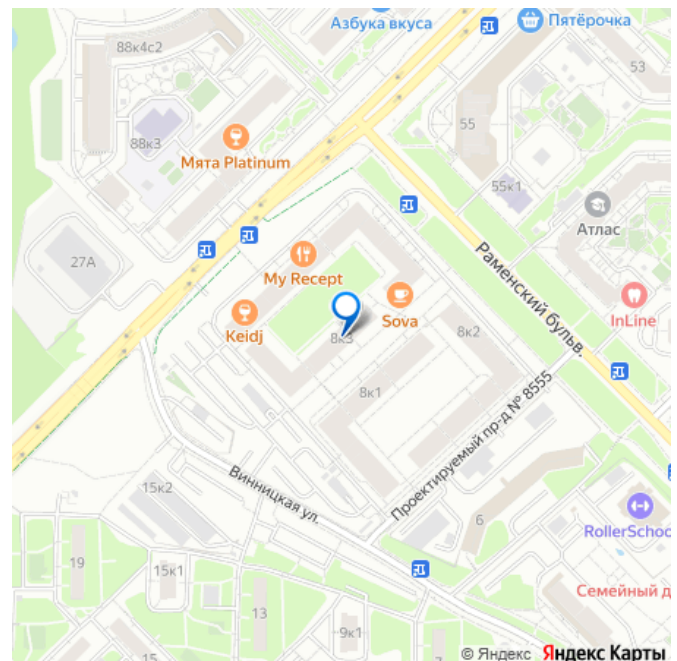 Азбука вкуса
Пятёрочка
88к4с2
53
55
88к3
Мята Platinum
55к1
Атлас
27А
My Recept
Раменский бульв.
Keidj
Sova
InLine
8к3
8к2
8к1
Проектируемый пр-д № 8555
15к2
Винницкая ул.
6
RollerSchoo
19
15к1
Семейный д
13
9к1
15
7
© Яндекс Яндекс Карты